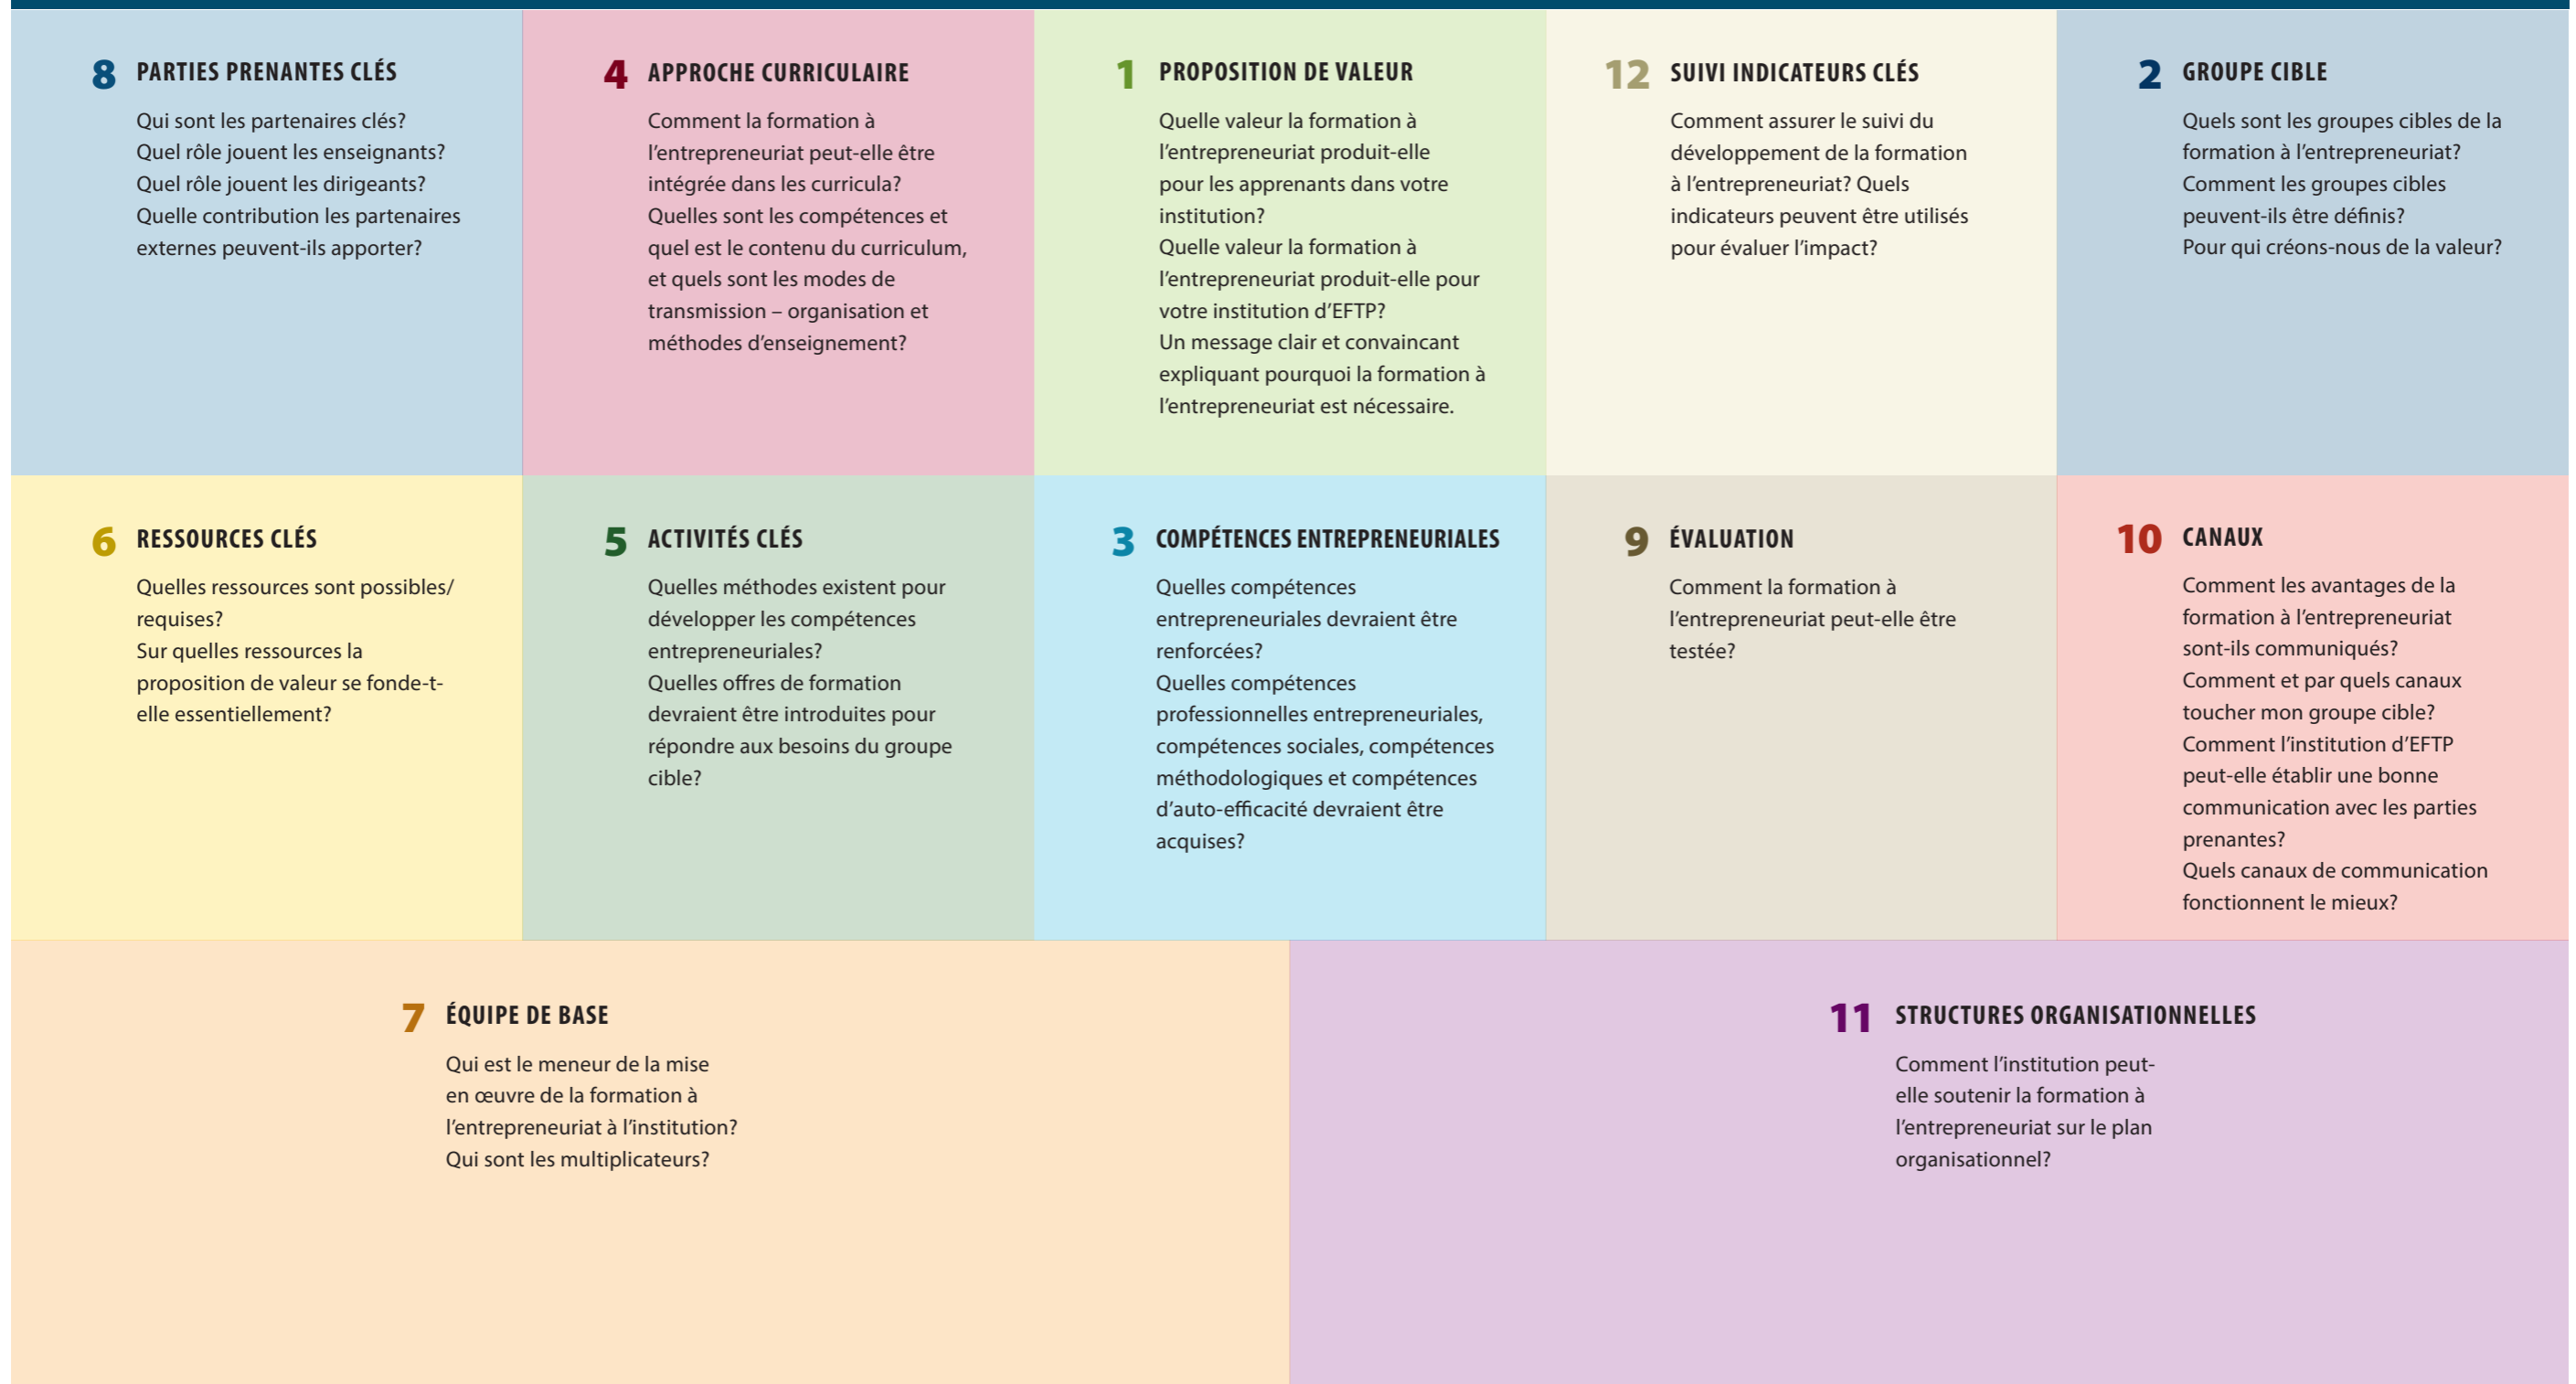 8 PARTIES PRENANTES CLÉS
Qui sont les partenaires clés?
Quel rôle jouent les enseignants?
Quel rôle jouent les dirigeants?
Quelle contribution les partenaires
externes peuvent-ils apporter?
4 APPROCHE CURRICULAIRE
Comment la formation à
l’entrepreneuriat peut-elle être
intégrée dans les curricula?
Quelles sont les compétences et
quel est le contenu du curriculum,
et quels sont les modes de
transmission – organisation et
méthodes d’enseignement?
1 PROPOSITION DE VALEUR
Quelle valeur la formation à
l’entrepreneuriat produit-elle
pour les apprenants dans votre
institution?
Quelle valeur la formation à
l’entrepreneuriat produit-elle pour
votre institution d’EFTP?
Un message clair et convaincant
expliquant pourquoi la formation à
l’entrepreneuriat est nécessaire.
12 SUIVI INDICATEURS CLÉS
Comment assurer le suivi du
développement de la formation
à l’entrepreneuriat? Quels
indicateurs peuvent être utilisés
pour évaluer l’impact?
2 GROUPE CIBLE
Quels sont les groupes cibles de la
formation à l’entrepreneuriat?
Comment les groupes cibles
peuvent-ils être définis?
Pour qui créons-nous de la valeur?
6 RESSOURCES CLÉS
Quelles ressources sont possibles/
requises?
Sur quelles ressources la
proposition de valeur se fonde-t-
elle essentiellement?
5 ACTIVITÉS CLÉS
Quelles méthodes existent pour
développer les compétences
entrepreneuriales?
Quelles offres de formation
devraient être introduites pour
répondre aux besoins du groupe
cible?
3 COMPÉTENCES ENTREPRENEURIALES
Quelles compétences
entrepreneuriales devraient être
renforcées?
Quelles compétences
professionnelles entrepreneuriales,
compétences sociales, compétences
méthodologiques et compétences
d’auto-efficacité devraient être
acquises?
9 ÉVALUATION
Comment la formation à
l’entrepreneuriat peut-elle être
testée?
10 CANAUX
Comment les avantages de la
formation à l’entrepreneuriat
sont-ils communiqués?
Comment et par quels canaux
toucher mon groupe cible?
Comment l’institution d’EFTP
peut-elle établir une bonne
communication avec les parties
prenantes?
Quels canaux de communication
fonctionnent le mieux?
7 ÉQUIPE DE BASE
Qui est le meneur de la mise
en œuvre de la formation à
l’entrepreneuriat à l’institution?
Qui sont les multiplicateurs?
11 STRUCTURES ORGANISATIONNELLES
Comment l’institution peut-
elle soutenir la formation à
l’entrepreneuriat sur le plan
organisationnel?